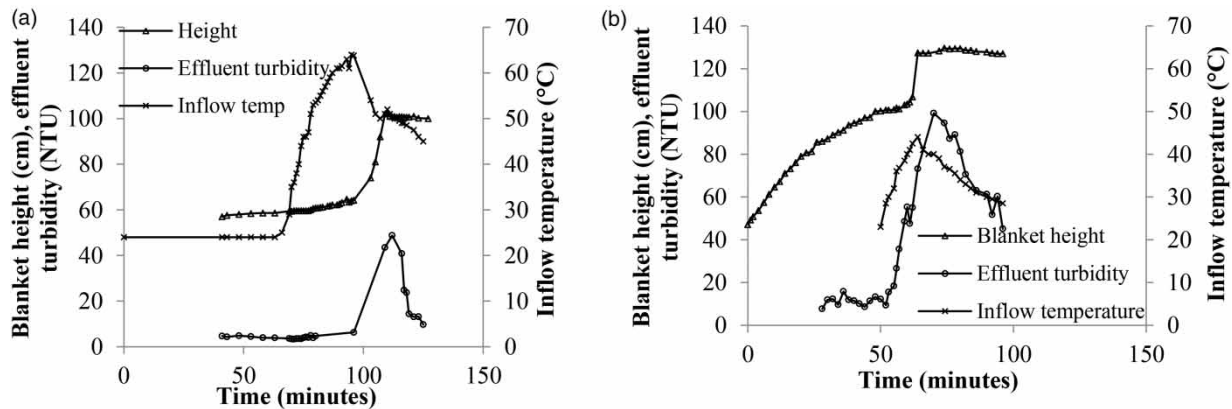 (a)
Blanket height (cm), effluent
turbidity (NTU)
140
120
100
80
60
40
20
0
Height
Effluent turbidity
Inflow temp
70
60
50
40
30
20
10
0
Inflow temperature (°C)
0
50
100
150
Time (minutes)
(b)
Blanket height (cm), effluent
turbidity (NTU)
140
120
100
80
60
40
20
0
Blanket height
Effluent turbidity
Inflow temperature
70
60
50
40
30
20
10
0
Inflow temperature (°C)
0
50
100
150
Time (minutes)